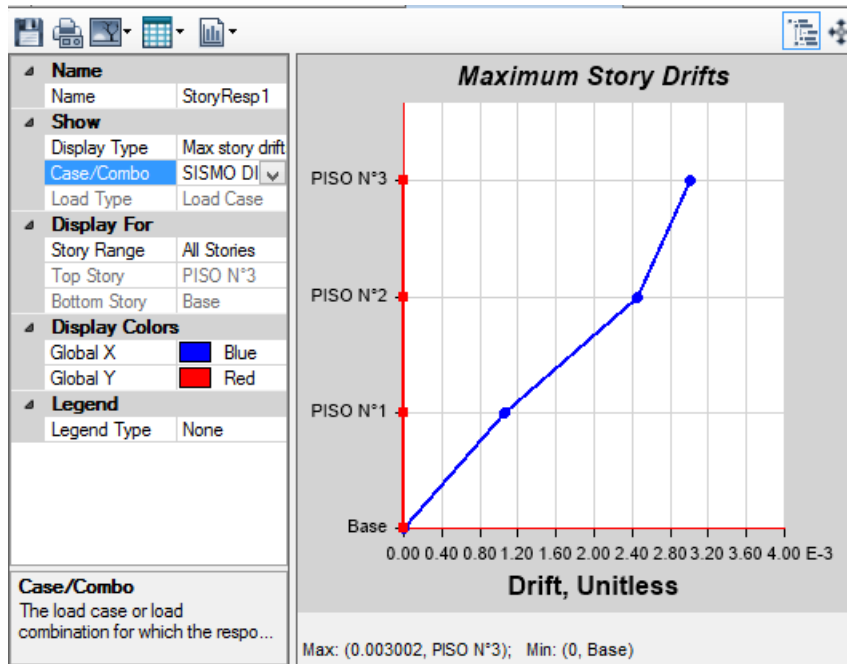 Name
Name StoryResp1
Show
Display Type Max story drift
Case/Combo SISMO DI
Load Type Load Case
Display For
Story Range All Stories
Top Story PISO N°3
Bottom Story Base
Display Colors
Global X Blue
Global Y Red
Legend
Legend Type None
Case/Combo
The load case or load
combination for which the respo...
Maximum Story Drifts
PISO N°3
PISO N°2
PISO N°1
Base
0.00 0.40 0.80 1.20 1.60 2.00 2.40 2.80 3.20 3.60 4.00 E-3
Drift, Unitless
Max: (0.003002, PISO N°3); Min: (0, Base)